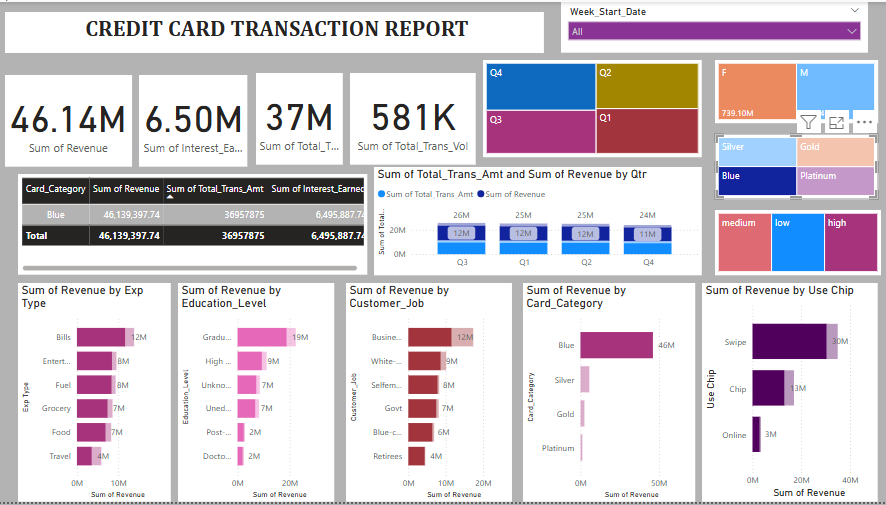 CREDIT CARD TRANSACTION REPORT
Week_Start_Date
All
46.14M
Sum of Revenue
6.50M
Sum of Interest_Ea...
37M
Sum of Total_T...
581K
Sum of Total_Trans_Vol
Q4
Q2
Q3
Q1
F
M
739.10M
Silver
Gold
Blue
Platinum
medium
low
high
Card_Category Sum of Revenue Sum of Total_Trans_Amt Sum of Interest_Earned
Blue 46,139,397.74 36957875 6,495,887.74
Total 46,139,397.74 36957875 6,495,887.74
Sum of Total_Trans_Amt and Sum of Revenue by Qtr
Sum of Total_Trans_Amt Sum of Revenue
Sum of Total...
20M
0M
26M 25M 25M 24M
12M 12M 12M 11M
Q3 Q1 Q2 Q4
Sum of Revenue by Exp
Type
Exp Type
Bills 12M
Entert... 8M
Fuel 8M
Grocery 7M
Food 7M
Travel 4M
0M 10M
Sum of Revenue
Sum of Revenue by
Education_Level
Education_Level
Gradu... 19M
High ... 9M
Unkno... 7M
Uned... 7M
Post-... 2M
Docto... 2M
0M 20M
Sum of Revenue
Sum of Revenue by
Customer_Job
Customer_Job
Busine... 12M
White-... 9M
Selfem... 8M
Govt 7M
Blue-c... 6M
Retirees 4M
0M 10M 20M
Sum of Revenue
Sum of Revenue by
Card_Category
Card_Category
Blue 46M
Silver
Gold
Platinum
0M 50M
Sum of Revenue
Sum of Revenue by Use Chip
Use Chip
Swipe 30M
Chip 13M
Online 3M
0M 20M 40M
Sum of Revenue